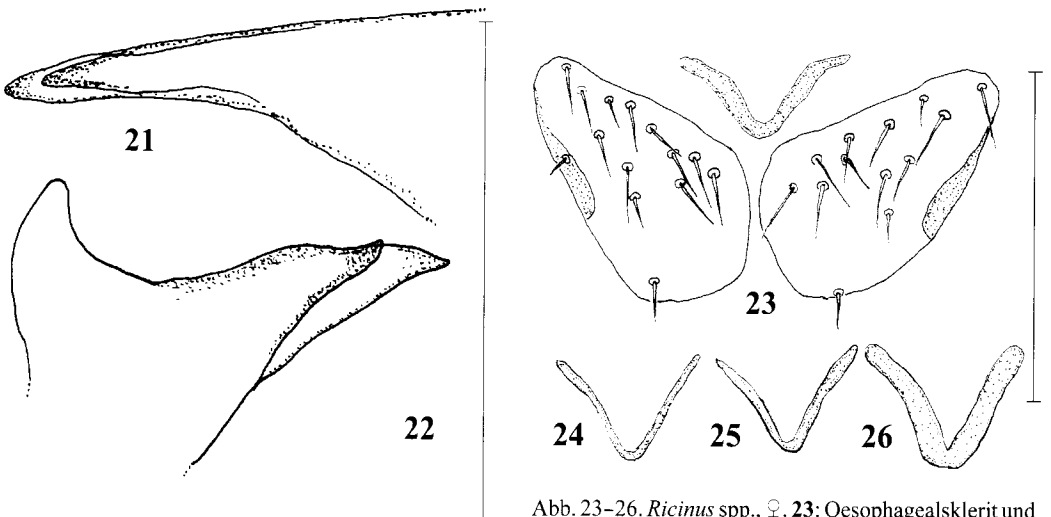 21
22
23
24 25 26
Abb. 23–26. Ricinus spp., ♀. 23: Oesophagealsklerit und